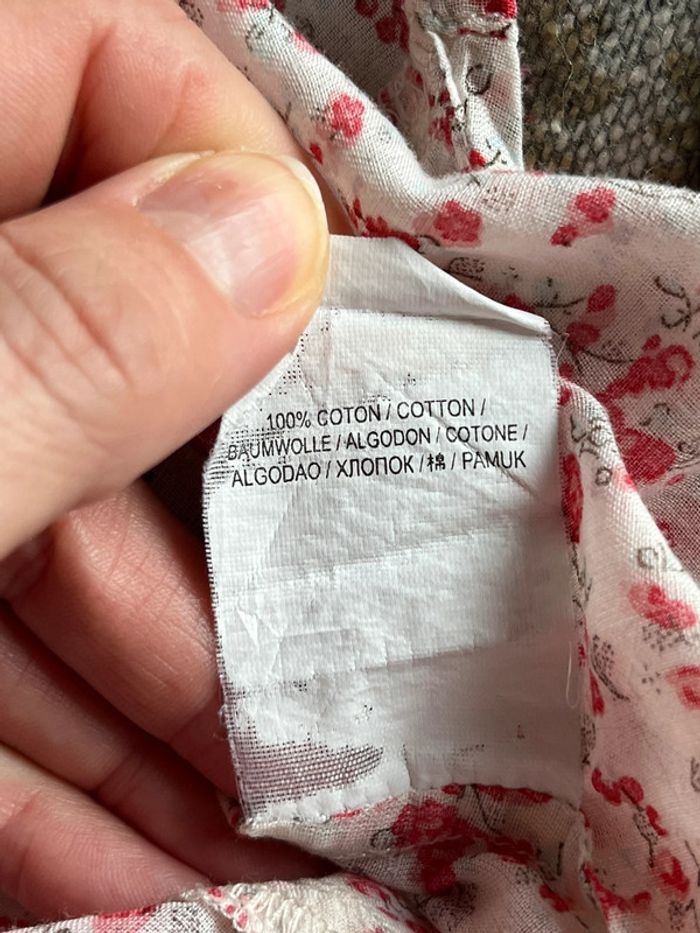 100% COTON / COTTON /
BAUMWOLLE / ALGODON / COTONE /
ALGODAO / ХЛОПОК / 棉 / PAMUK